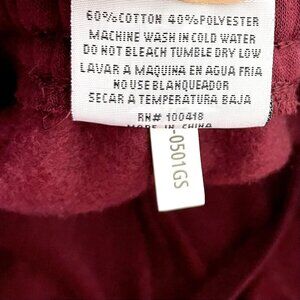 60%COTTON 40%POLYESTER
MACHINE WASH IN COLD WATER
DO NOT BLEACH TUMBLE DRY LOW
LAVAR A MAQUINA EN AGUA FRIA
NO USE BLANQUEADOR
SECAR A TEMPERATURA BAJA
RN# 100418
MADE IN CHINA
-0501GS